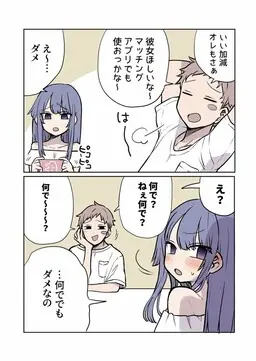 いい加減
オレもさぁ
彼女ほしいな～
マッチング
アプリでも
使おっかな～
は
え～…
ダメ
ピコ
ピコ
え？
何で？
ねぇ何で？
何で～～～？
…何ででも
ダメなの